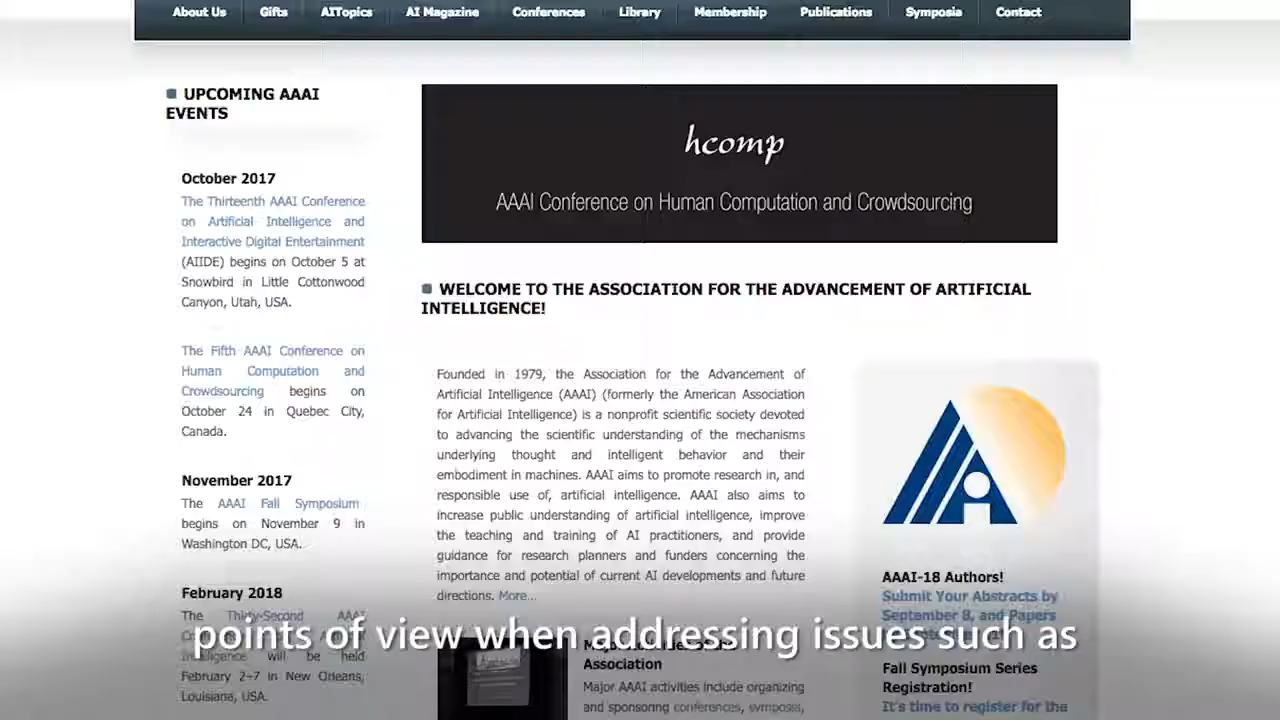 About Us Gifts AITopics AI Magazine Conferences Library Membership Publications Symposia Contact
UPCOMING AAAI
EVENTS
October 2017
The Thirteenth AAAI Conference
on Artificial Intelligence and
Interactive Digital Entertainment
(AIIDE) begins on October 5 at
Snowbird in Little Cottonwood
Canyon, Utah, USA.
The Fifth AAAI Conference on
Human Computation and
Crowdsourcing begins on
October 24 in Quebec City,
Canada.
November 2017
The AAAI Fall Symposium
begins on November 9 in
Washington DC, USA.
February 2018
The Thirty-Second AAAI
will be held
February 2-7 in New Orleans,
Louisiana, USA.
hcomp
AAAI Conference on Human Computation and Crowdsourcing
WELCOME TO THE ASSOCIATION FOR THE ADVANCEMENT OF ARTIFICIAL
INTELLIGENCE!
Founded in 1979, the Association for the Advancement of
Artificial Intelligence (AAAI) (formerly the American Association
for Artificial Intelligence) is a nonprofit scientific society devoted
to advancing the scientific understanding of the mechanisms
underlying thought and intelligent behavior and their
embodiment in machines. AAAI aims to promote research in, and
responsible use of, artificial intelligence. AAAI also aims to
increase public understanding of artificial intelligence, improve
the teaching and training of AI practitioners, and provide
guidance for research planners and funders concerning the
importance and potential of current AI developments and future
directions. More...
Association
Major AAAI activities include organizing
and sponsoring conferences, symposia,
AAAI-18 Authors!
Submit Your Abstracts by
September 8, and Papers
Fall Symposium Series
Registration!
It's time to register for the
points of view when addressing issues such as